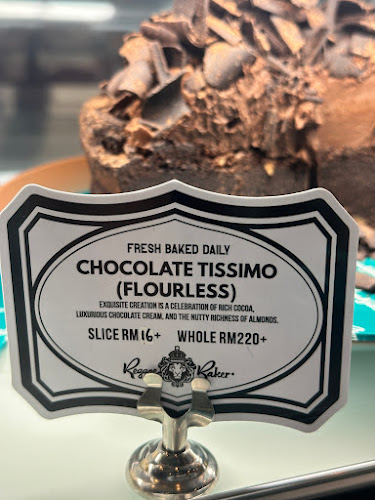 FRESH BAKED DAILY
CHOCOLATE TISSIMO
(FLOURLESS)
EXQUISITE CREATION IS A CELEBRATION OF RICH COCOA,
LUXURIOUS CHOCOLATE CREAM, AND THE NUTTY RICHNESS OF ALMONDS.
SLICE RM16+ WHOLE RM220+
Baker